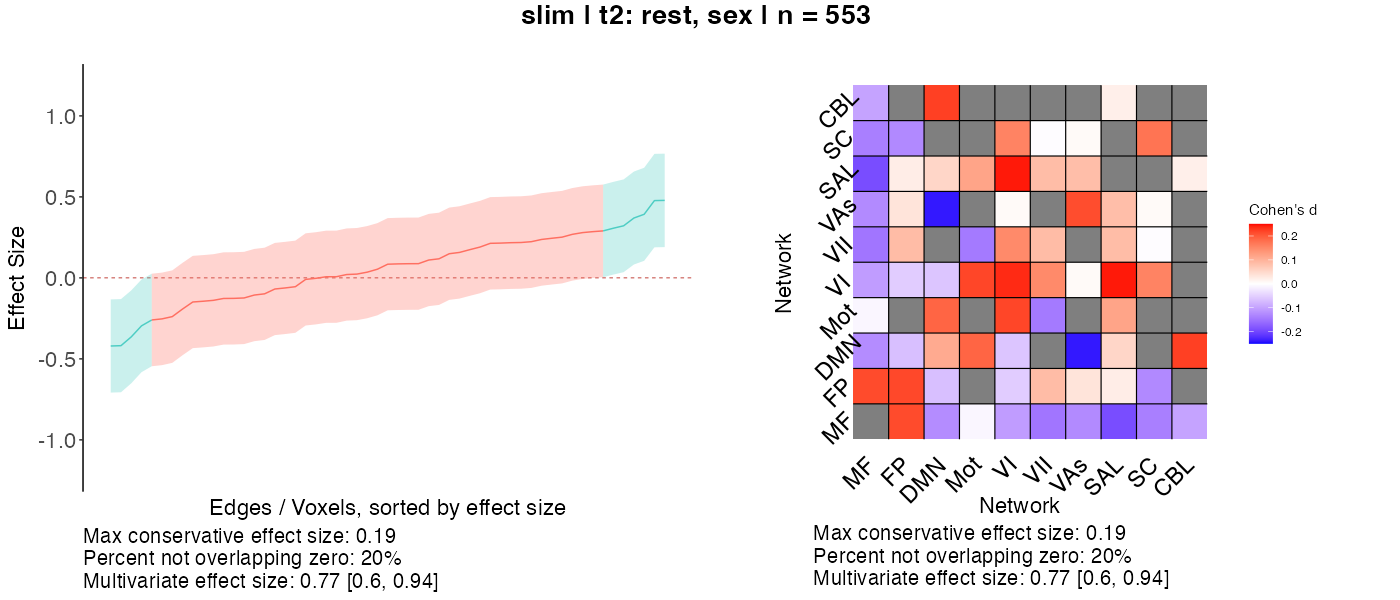 slim | t2: rest, sex | n = 553
Effect Size
1.0
0.5
0.0
-0.5
-1.0
Edges / Voxels, sorted by effect size
Max conservative effect size: 0.19
Percent not overlapping zero: 20%
Multivariate effect size: 0.77 [0.6, 0.94]
Network
CBL
SC
SAL
VAs
VII
VI
Mot
DMN
FP
MF
MF
FP
DMN
Mot
VI
VII
VAs
SAL
SC
CBL
Network
Max conservative effect size: 0.19
Percent not overlapping zero: 20%
Multivariate effect size: 0.77 [0.6, 0.94]
Cohen's d
0.2
0.1
0.0
-0.1
-0.2